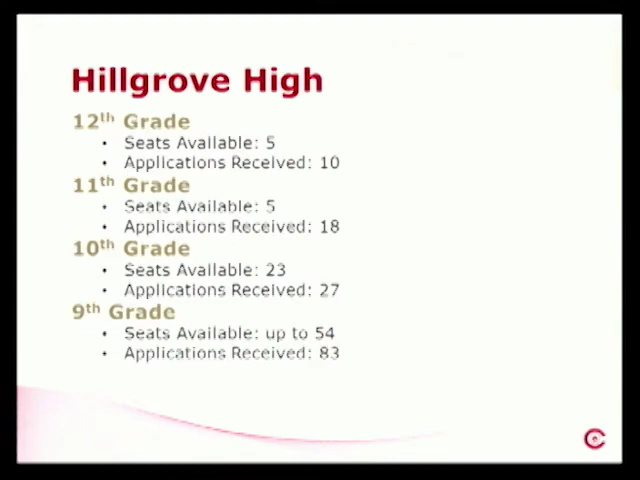 Hillgrove High
12th Grade
• Seats Available: 5
• Applications Received: 10
11th Grade
• Seats Available: 5
• Applications Received: 18
10th Grade
• Seats Available: 23
• Applications Received: 27
9th Grade
• Seats Available: up to 54
• Applications Received: 83